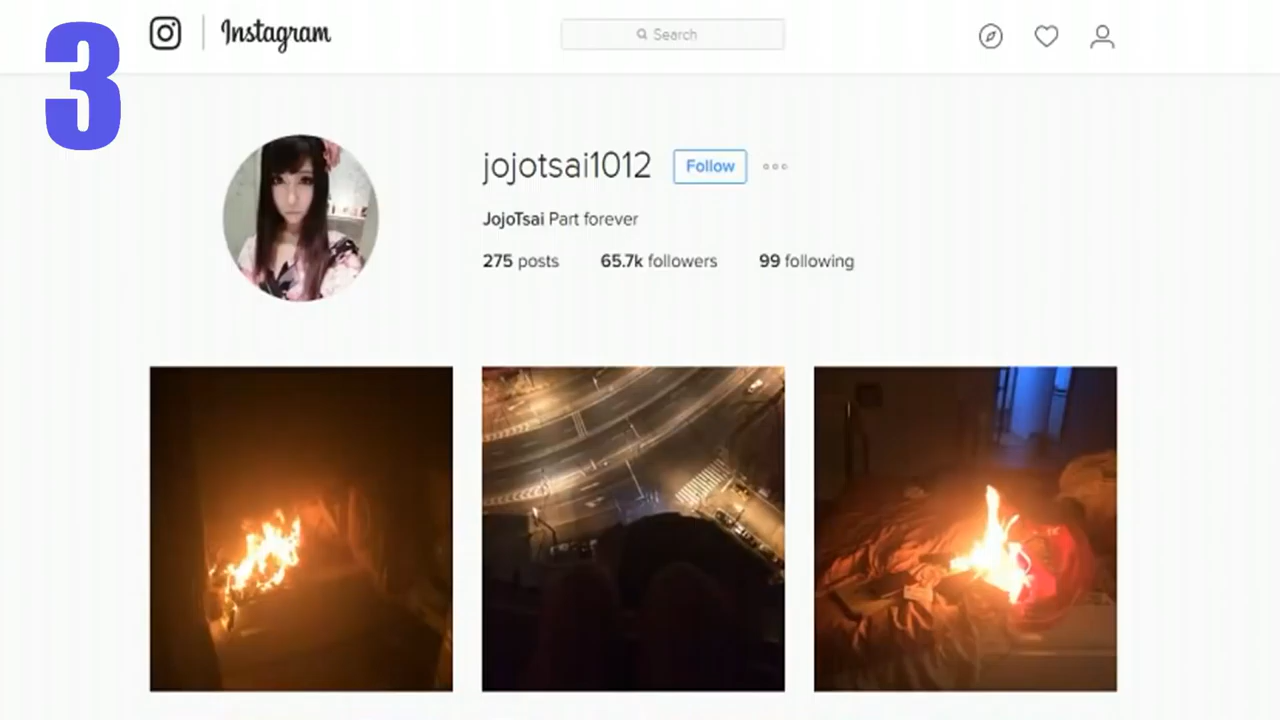 3
Instagram
Search
jojotsai1012 Follow
JojoTsai Part forever
275 posts 65.7k followers 99 following